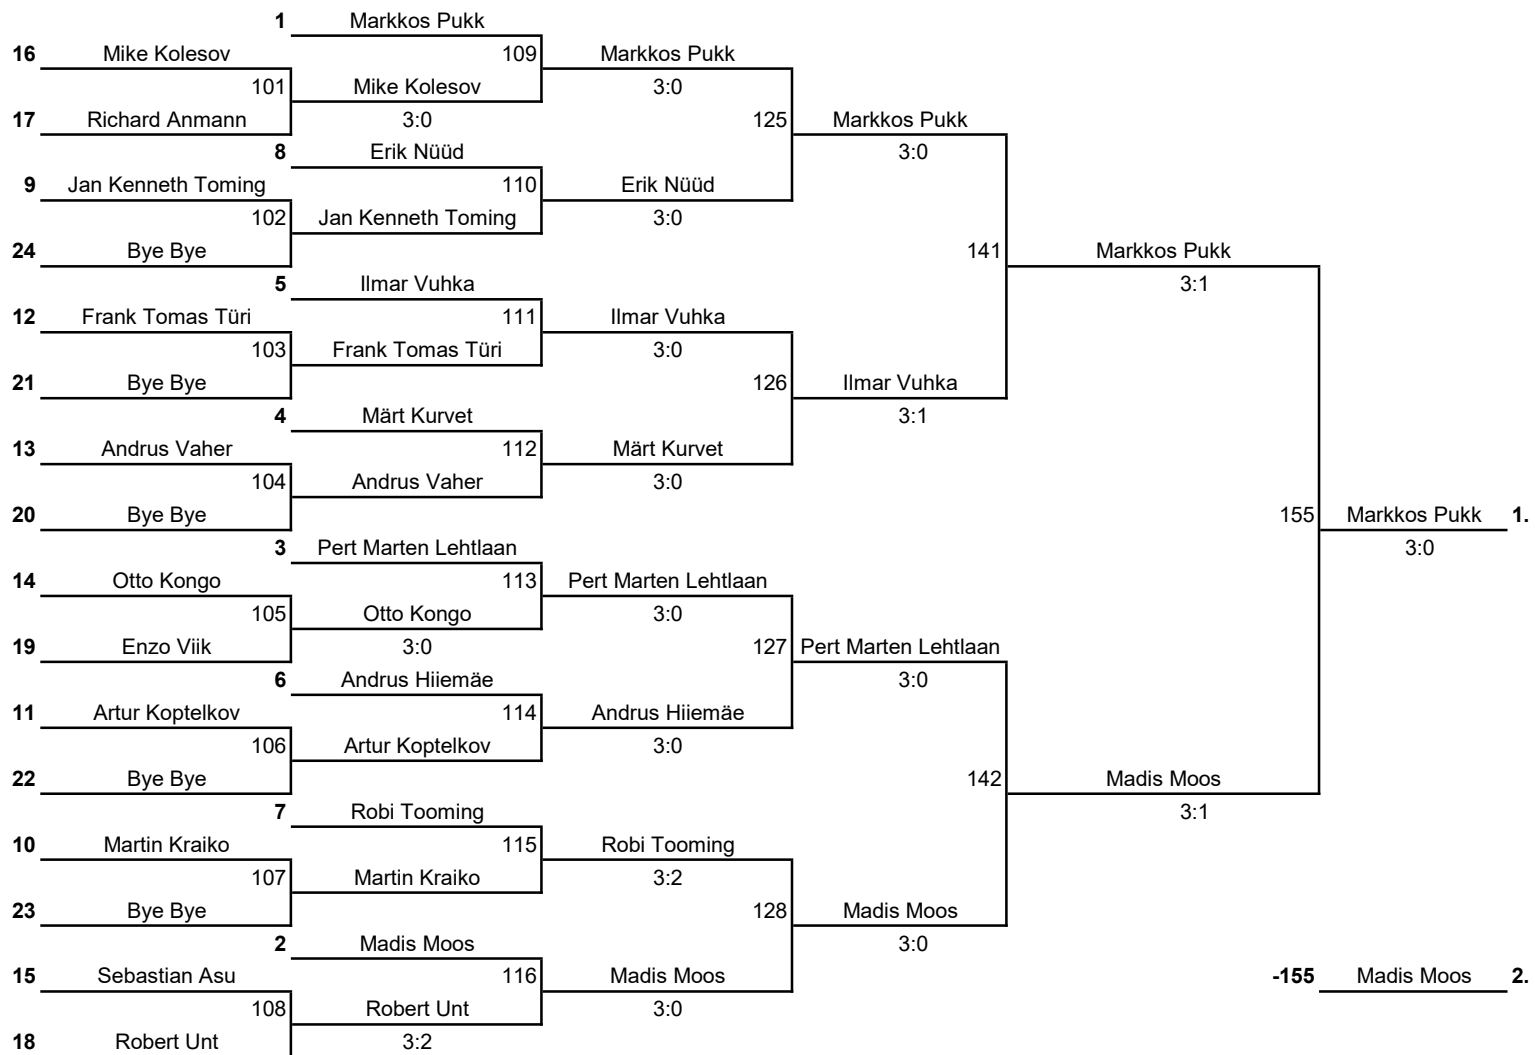 1 Markkos Pukk
16 Mike Kolesov 109 Markkos Pukk
101 Mike Kolesov 3:0
17 Richard Anmann 3:0 125 Markkos Pukk
8 Erik Nüüd 3:0
9 Jan Kenneth Toming 110 Erik Nüüd
102 Jan Kenneth Toming 3:0
24 Bye Bye 141 Markkos Pukk
5 Ilmar Vuhka 3:1
12 Frank Tomas Türi 111 Ilmar Vuhka
103 Frank Tomas Türi 3:0
21 Bye Bye 126 Ilmar Vuhka
4 Märt Kurvet 3:1
13 Andrus Vaher 112 Märt Kurvet
104 Andrus Vaher 3:0
20 Bye Bye 155 Markkos Pukk 1.
3 Pert Marten Lehtlaan 3:0
14 Otto Kongo 113 Pert Marten Lehtlaan
105 Otto Kongo 3:0
19 Enzo Viik 3:0 127 Pert Marten Lehtlaan
6 Andrus Hiiemäe 3:0
11 Artur Koptelkov 114 Andrus Hiiemäe
106 Artur Koptelkov 3:0
22 Bye Bye 142 Madis Moos
7 Robi Tooming 3:1
10 Martin Kraiko 115 Robi Tooming
107 Martin Kraiko 3:2
23 Bye Bye 128 Madis Moos
2 Madis Moos 3:0
15 Sebastian Asu 116 Madis Moos -155 Madis Moos 2.
108 Robert Unt 3:0
18 Robert Unt 3:2